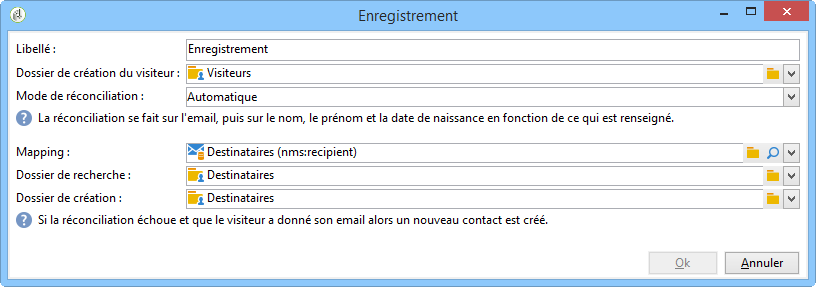 Enregistrement
Libellé : Enregistrement
Dossier de création du visiteur : Visiteurs
Mode de réconciliation : Automatique
La réconciliation se fait sur l'email, puis sur le nom, le prénom et la date de naissance en fonction de ce qui est renseigné.
Mapping : Destinataires (nms:recipient)
Dossier de recherche : Destinataires
Dossier de création : Destinataires
Si la réconciliation échoue et que le visiteur a donné son email alors un nouveau contact est créé.
Ok Annuler